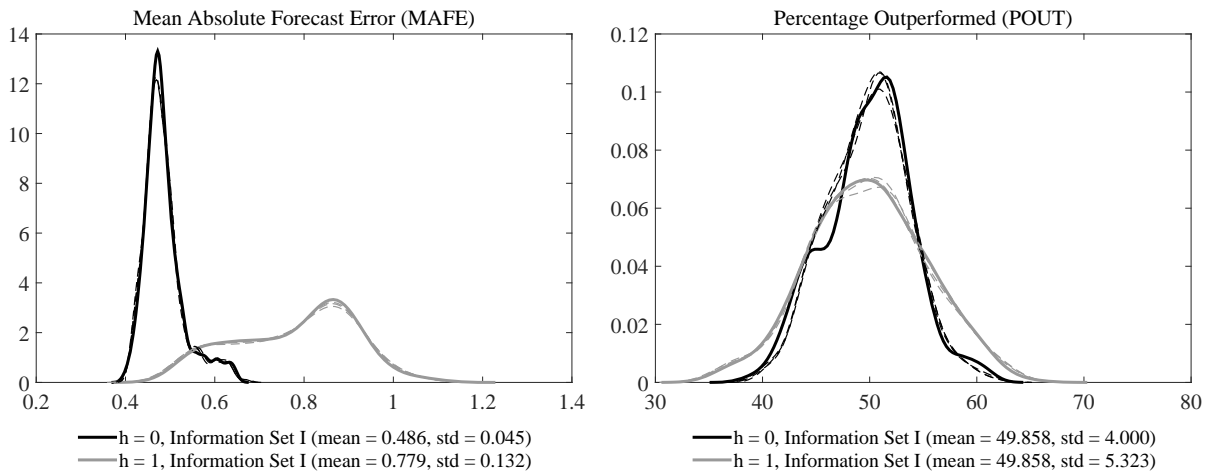 Mean Absolute Forecast Error (MAFE)
14
12
10
8
6
4
2
0
0.2 0.4 0.6 0.8 1 1.2 1.4
h = 0, Information Set I (mean = 0.486, std = 0.045)
h = 1, Information Set I (mean = 0.779, std = 0.132)
Percentage Outperformed (POUT)
0.12
0.1
0.08
0.06
0.04
0.02
0
30 40 50 60 70 80
h = 0, Information Set I (mean = 49.858, std = 4.000)
h = 1, Information Set I (mean = 49.858, std = 5.323)